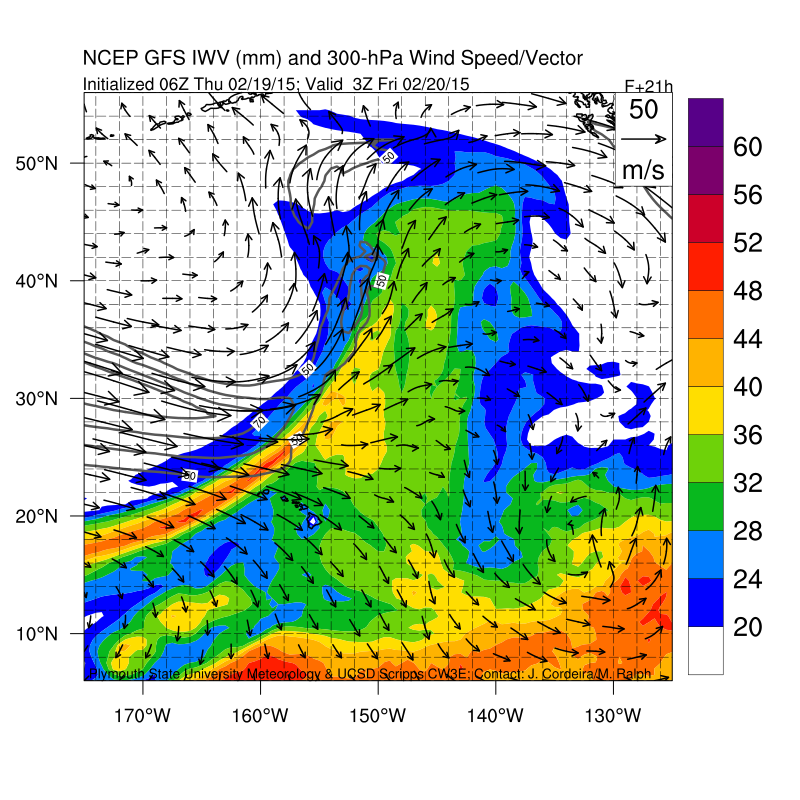 NCEP GFS IWV (mm) and 300-hPa Wind Speed/Vector
Initialized 06Z Thu 02/19/15; Valid  3Z Fri 02/20/15
F+21h
50
m/s
50°N
40°N
30°N
20°N
10°N
50
50
50
70
50
50
60
56
52
48
44
40
36
32
28
24
20
Plymouth State University Meteorology & UCSD Scripps CW3E; Contact: J. Cordeira/M. Ralph
170°W
160°W
150°W
140°W
130°W